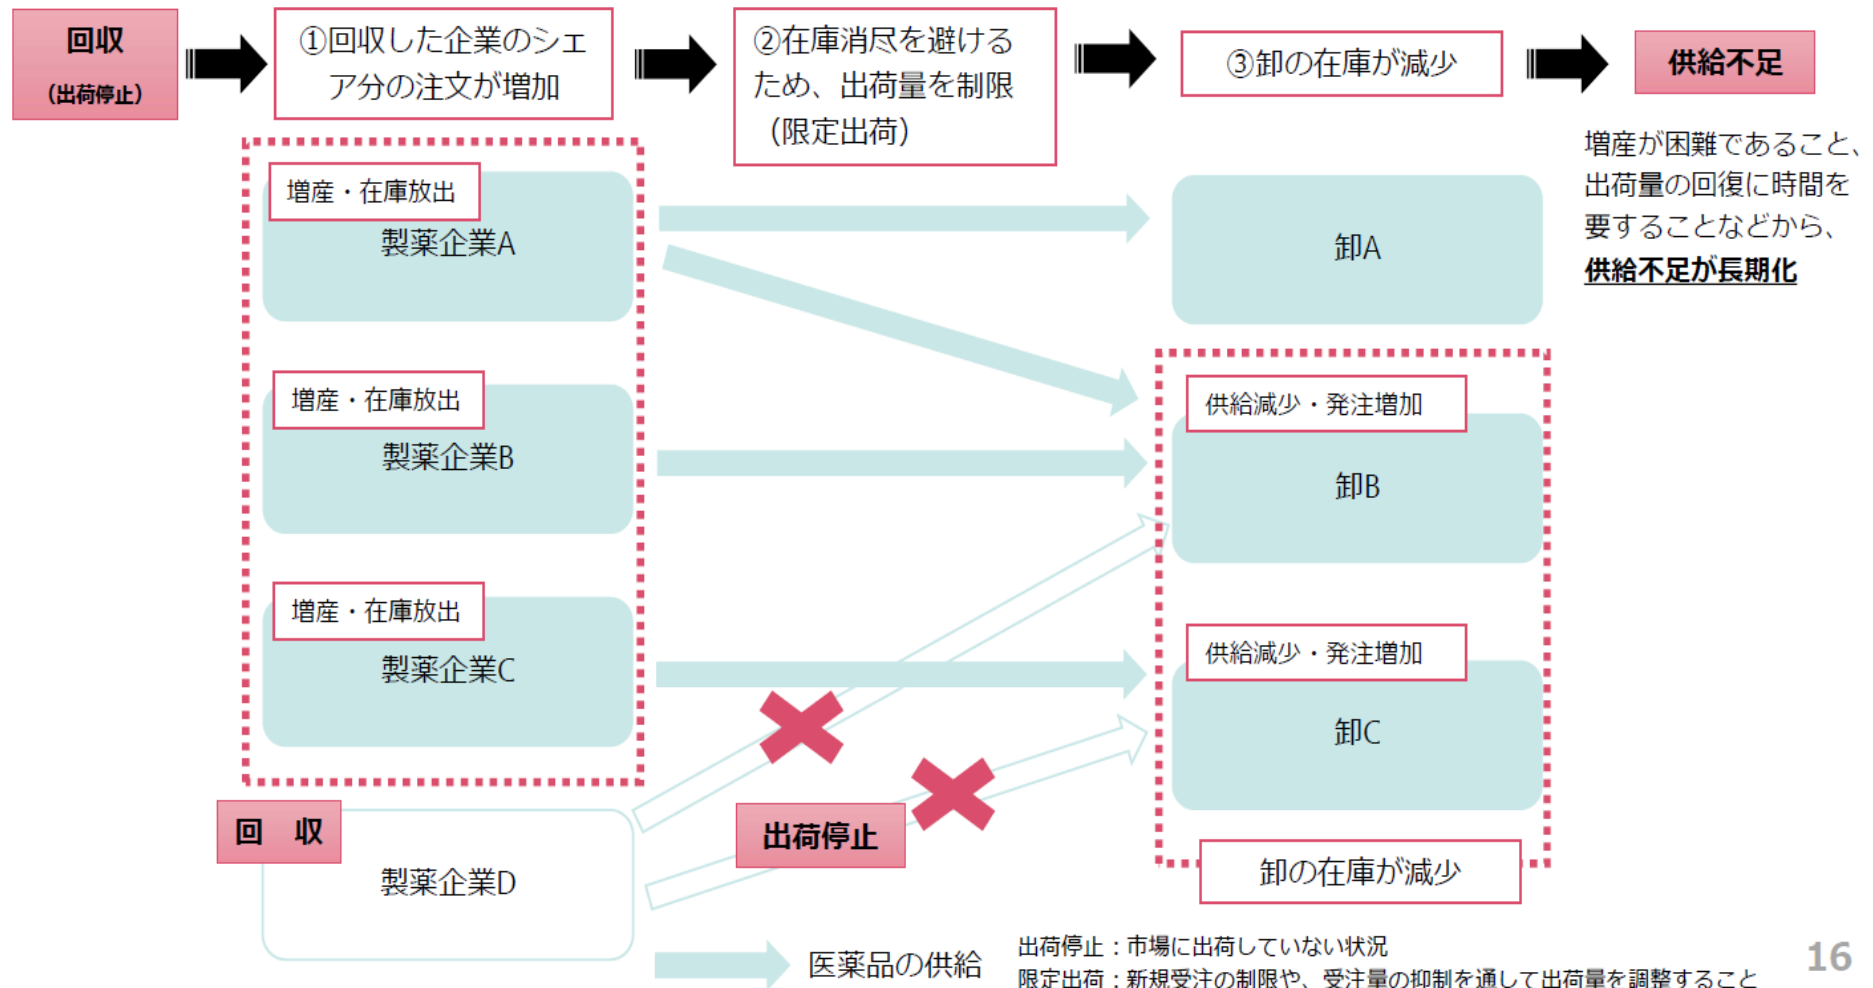 回収
（出荷停止）
①回収した企業のシェ
ア分の注文が増加
②在庫消尽を避ける
ため、出荷量を制限
（限定出荷）
③卸の在庫が減少
供給不足
増産が困難であること、
出荷量の回復に時間を
要することなどから、
供給不足が長期化
増産・在庫放出
製薬企業A
卸A
増産・在庫放出
製薬企業B
供給減少・発注増加
卸B
増産・在庫放出
製薬企業C
供給減少・発注増加
卸C
回　収
製薬企業D
出荷停止
卸の在庫が減少
医薬品の供給
出荷停止：市場に出荷していない状況
限定出荷：新規受注の制限や、受注量の抑制を通して出荷量を調整すること
16